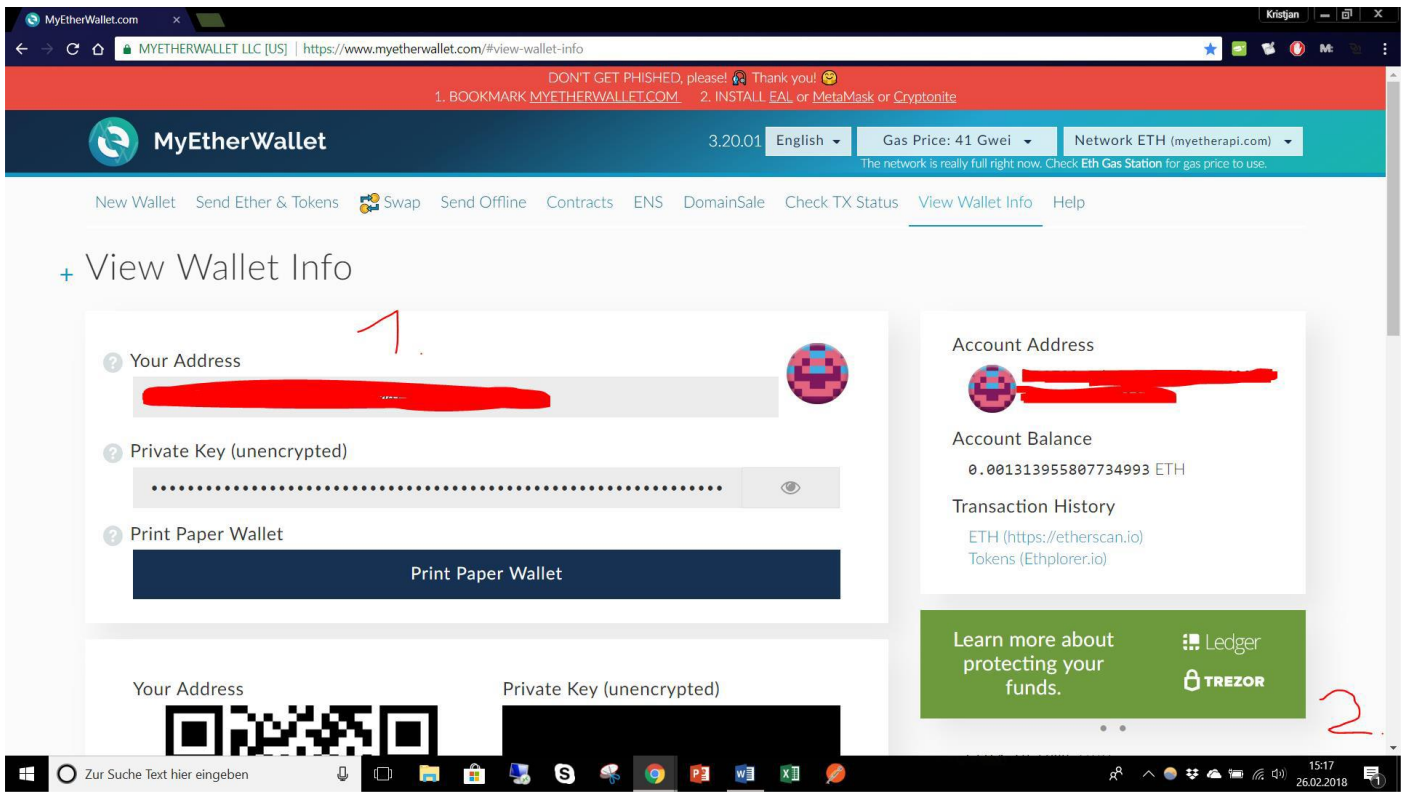 MyEtherWallet.com
Kristjan
MYETHERWALLET LLC [US] | https://www.myetherwallet.com/#view-wallet-info
DON'T GET PHISHED, please! Thank you!
1. BOOKMARK MYETHERWALLET.COM 2. INSTALL EAL or MetaMask or Cryptonite
MyEtherWallet
3.20.01 English Gas Price: 41 Gwei Network ETH (myetherapi.com)
The network is really full right now. Check Eth Gas Station for gas price to use.
New Wallet Send Ether & Tokens Swap Send Offline Contracts ENS DomainSale Check TX Status View Wallet Info Help
+ View Wallet Info
1.
Your Address
Private Key (unencrypted)
Print Paper Wallet
Print Paper Wallet
Your Address Private Key (unencrypted)
Account Address
Account Balance
0.001313955807734993 ETH
Transaction History
ETH (https://etherscan.io)
Tokens (Ethplorer.io)
Learn more about
protecting your
funds.
Ledger
TREZOR
2.
Zur Suche Text hier eingeben
15:17
26.02.2018
1